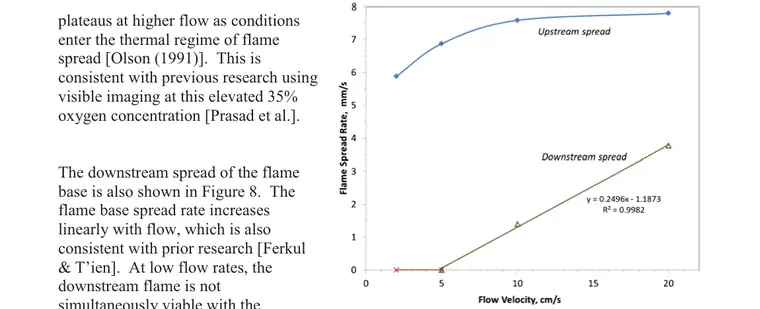 plateaus at higher flow as conditions
enter the thermal regime of flame
spread [Olson (1991)].  This is
consistent with previous research using
visible imaging at this elevated 35%
oxygen concentration [Prasad et al.].
The downstream spread of the flame
base is also shown in Figure 8.  The
flame base spread rate increases
linearly with flow, which is also
consistent with prior research [Ferkul
& T'ien].  At low flow rates, the
downstream flame is not
simultaneously viable with the
Flame Spread Rate, mm/s
8
7
6
5
4
3
2
1
0
Upstream spread
Downstream spread
y = 0.2496x - 1.1873
R² = 0.9982
0 5 10 15 20
Flow Velocity, cm/s